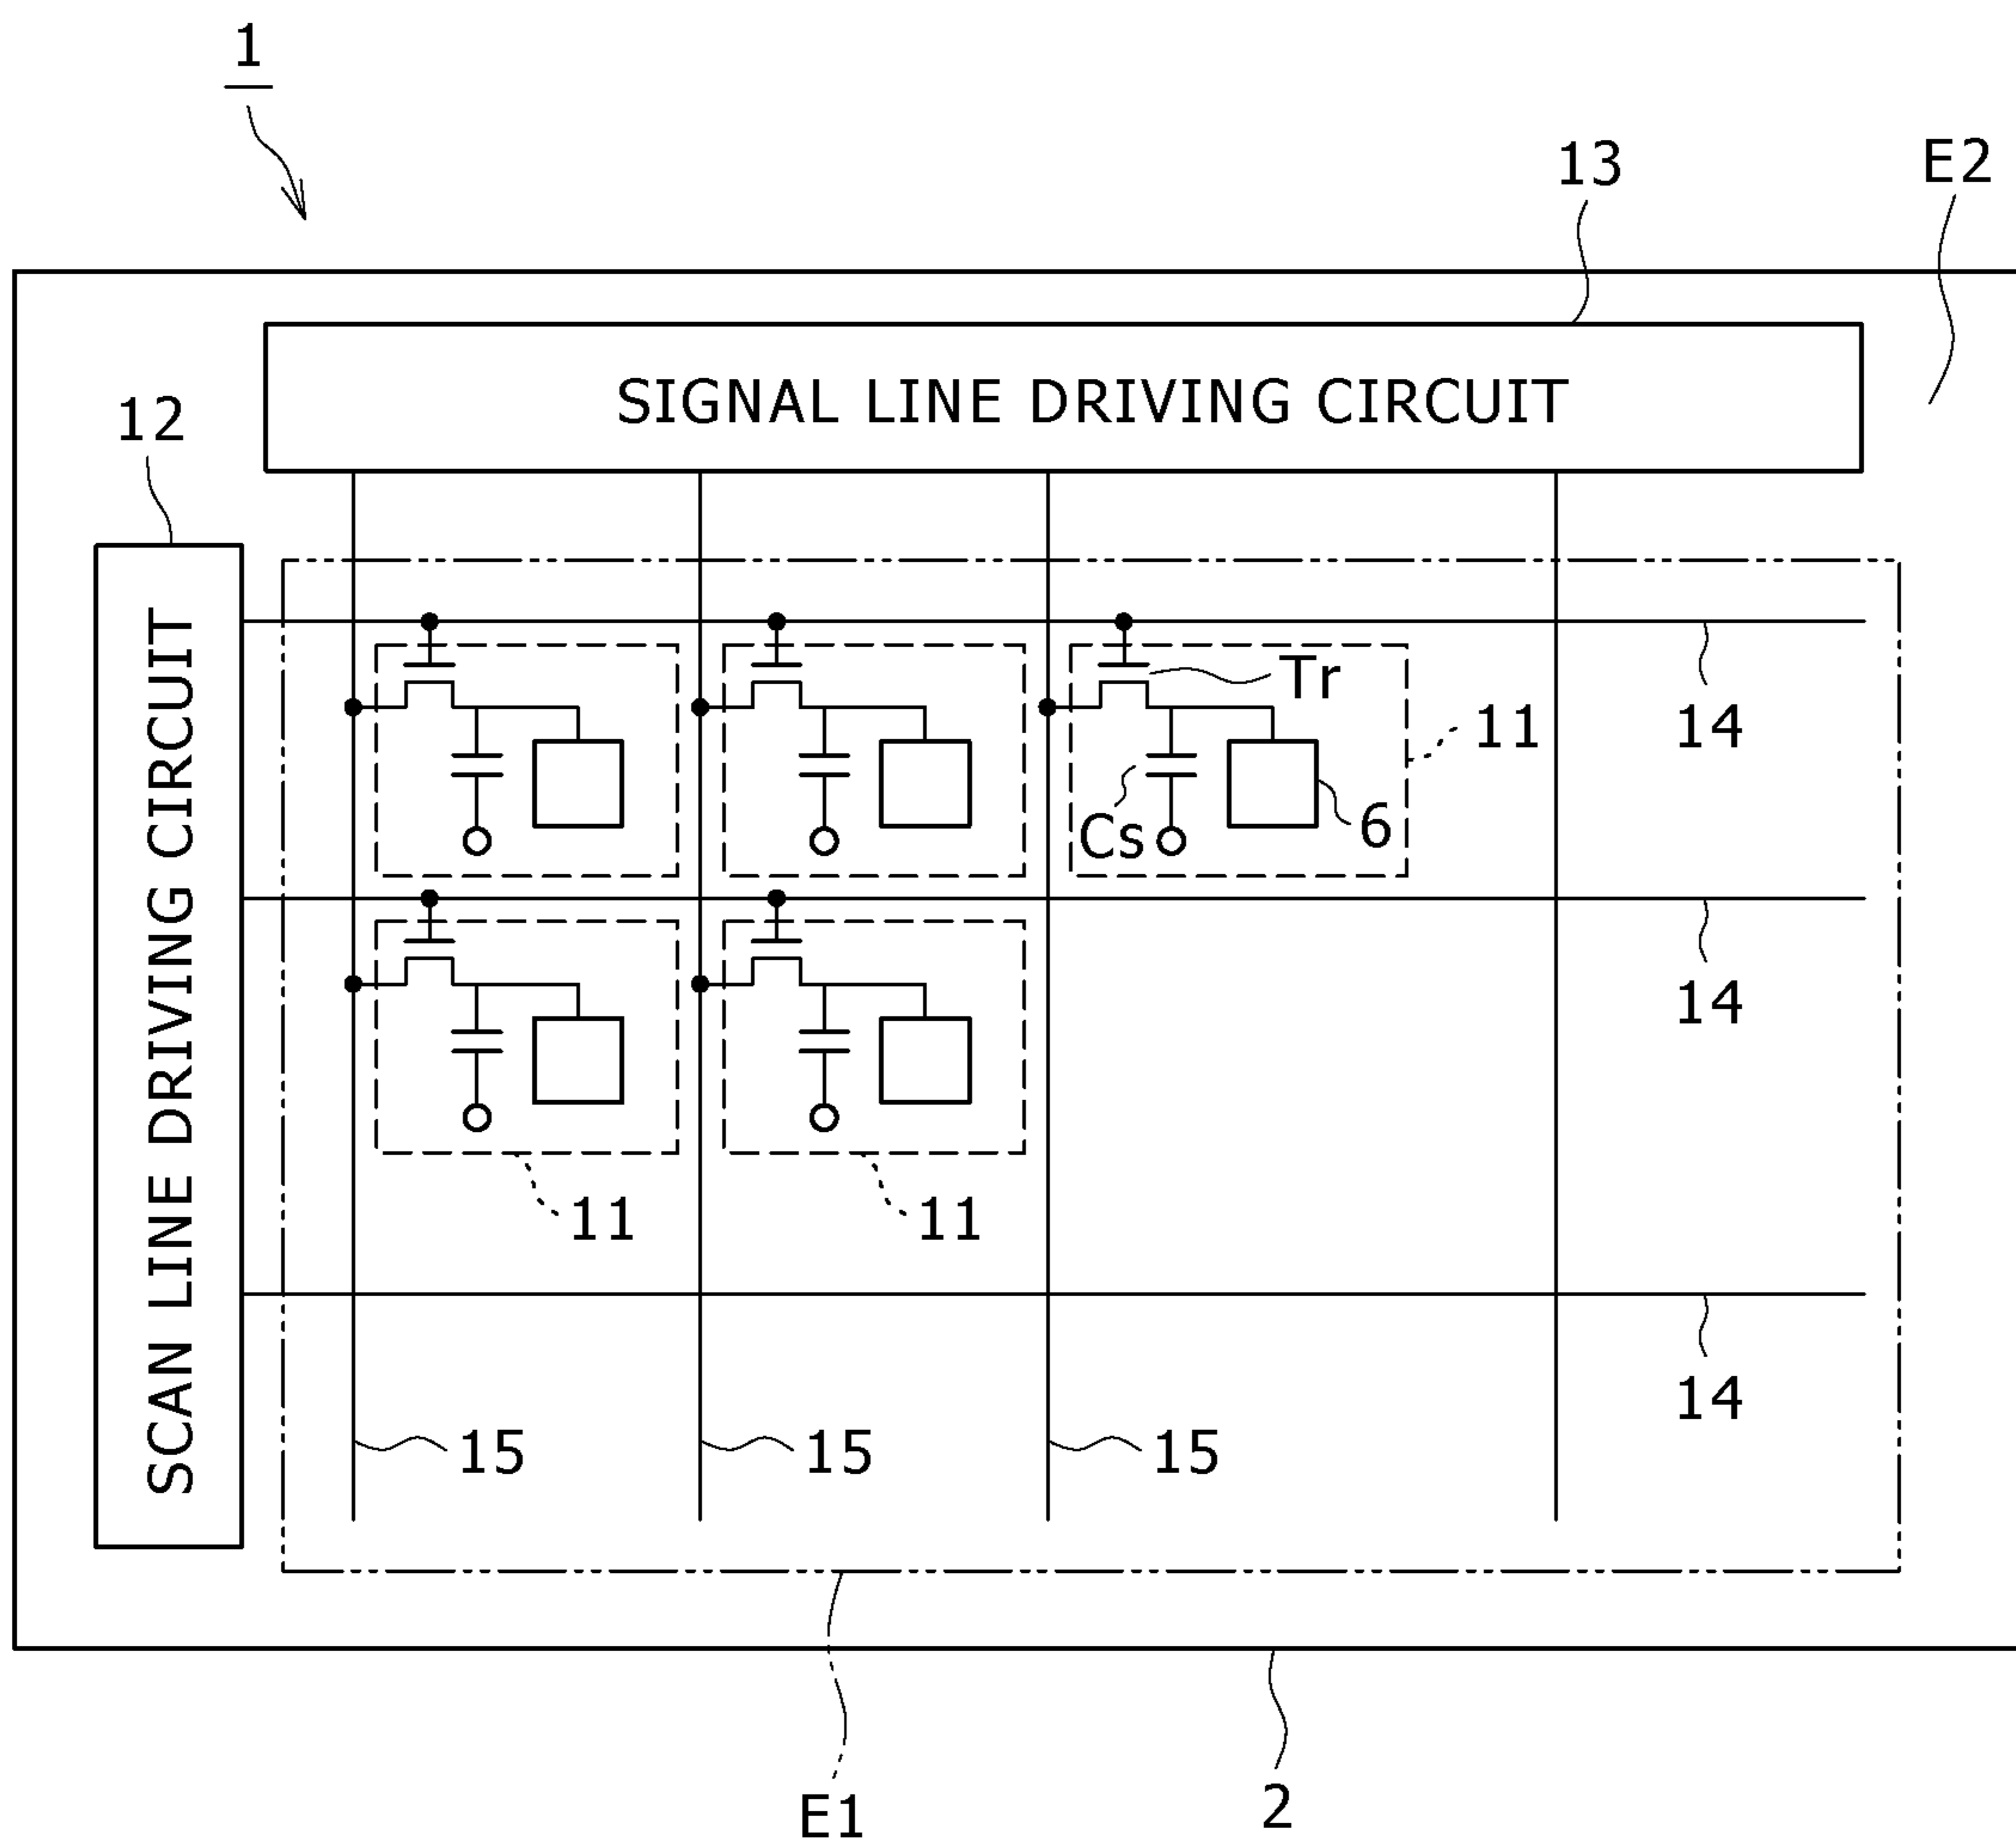 1
13
E2
SIGNAL LINE DRIVING CIRCUIT
12
SCAN LINE DRIVING CIRCUIT
Tr
11
14
Cs
6
14
11
11
14
15
15
15
E1
2